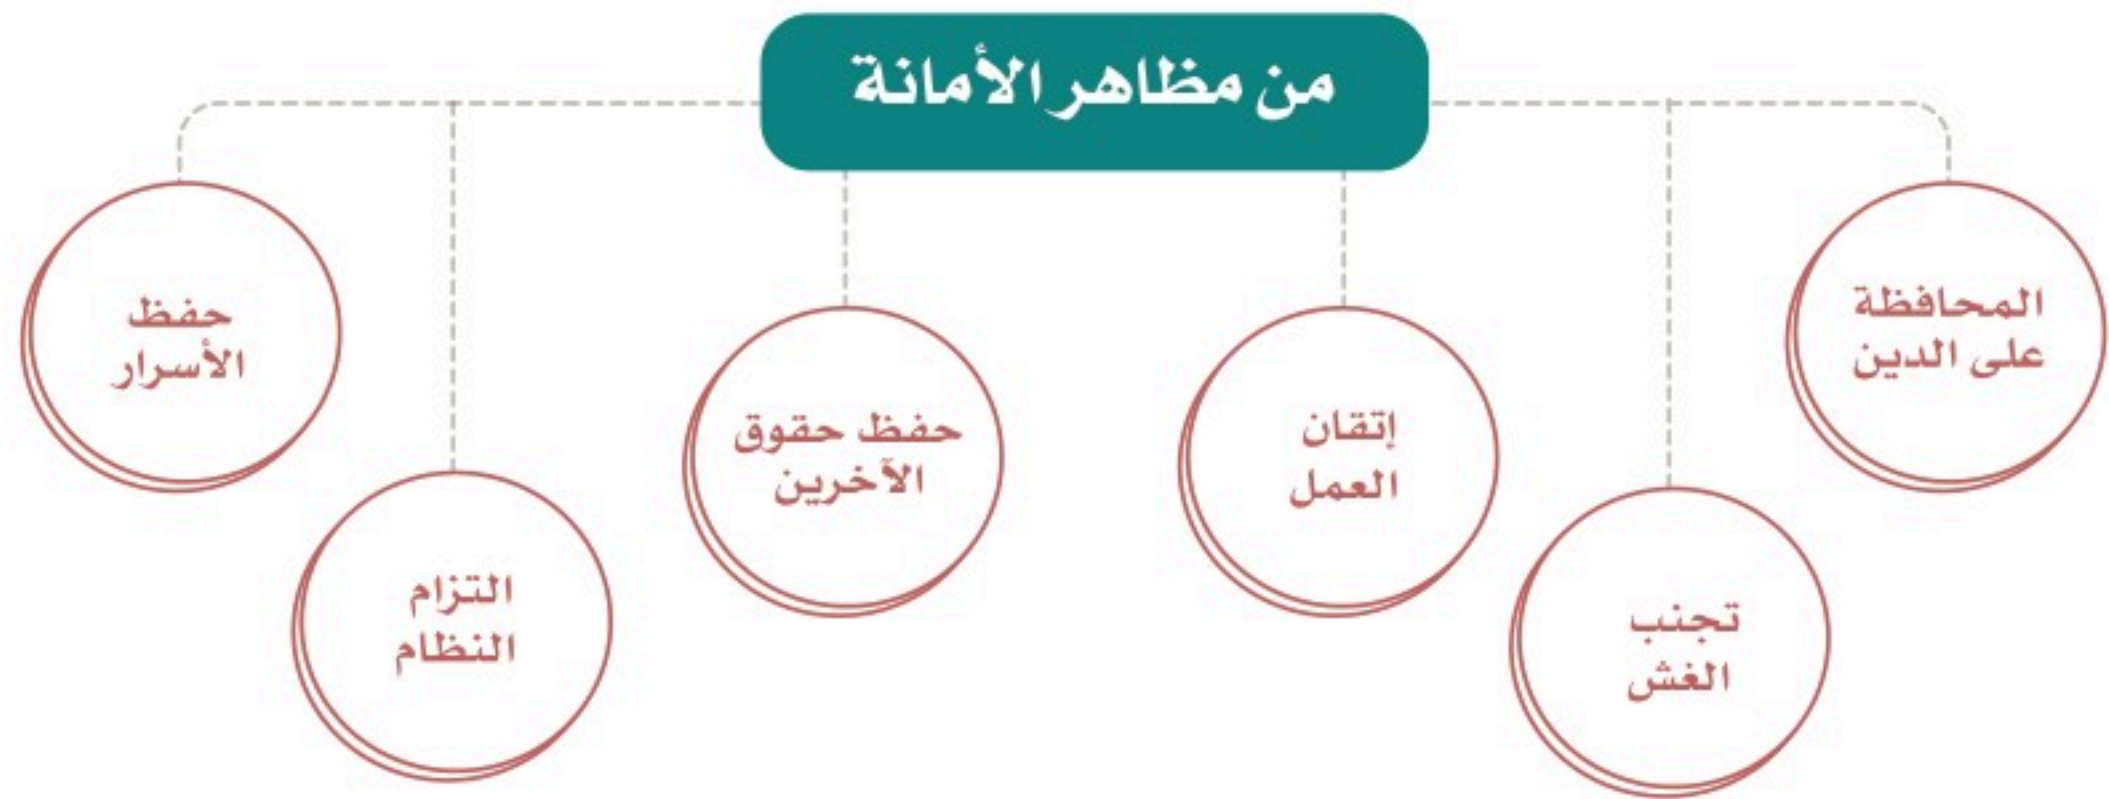 من مظاهر الأمانة
المحافظة
على الدين
تجنب
الغش
إتقان
العمل
حفظ حقوق
الآخرين
التزام
النظام
حفظ
الأسرار